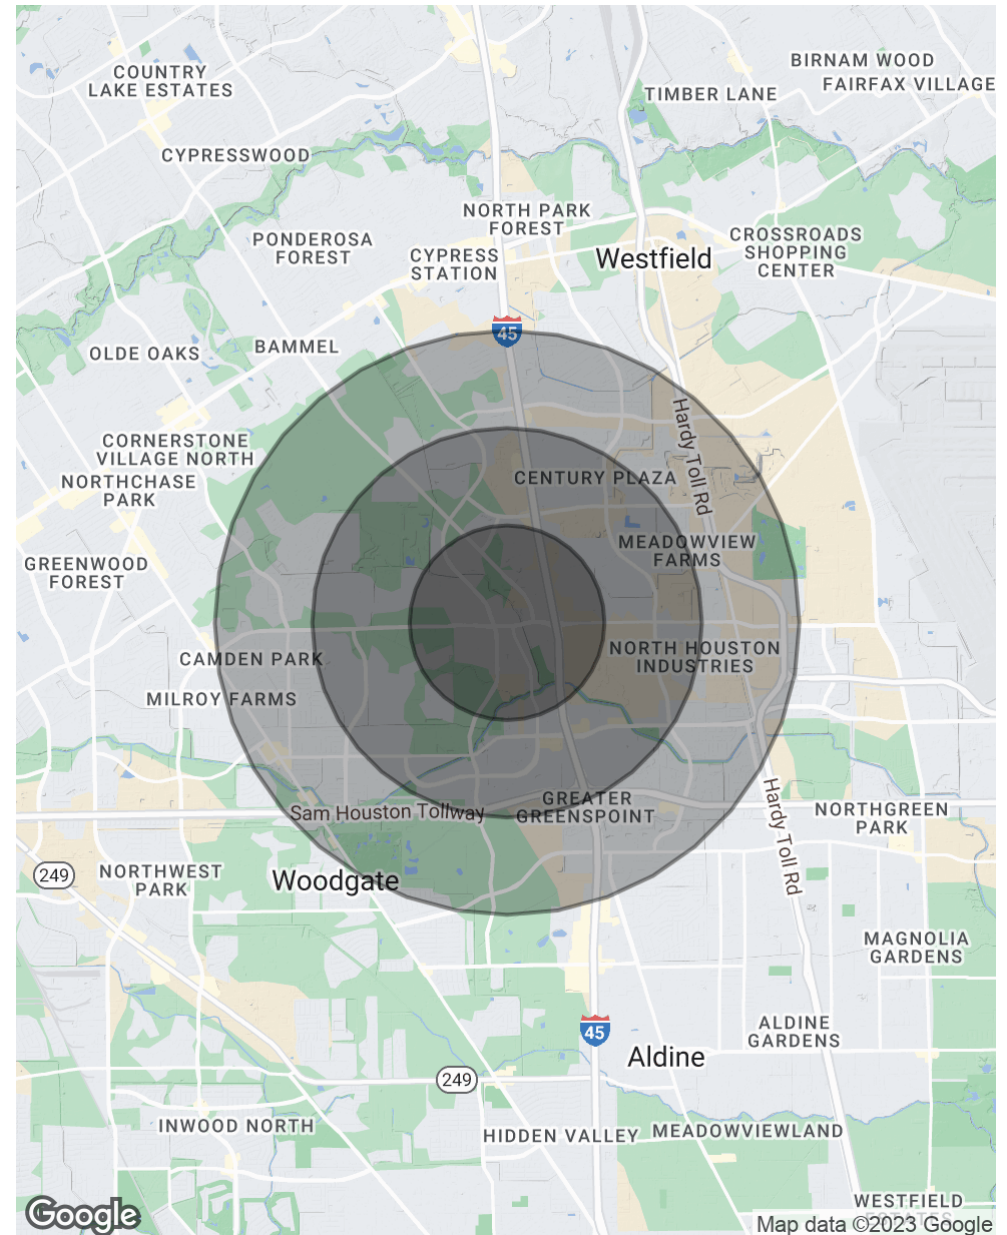 BIRNAM WOOD
COUNTRY
LAKE ESTATES
FAIRFAX VILLAGE
TIMBER LANE
CYPRESSWOOD
NORTH PARK
FOREST
PONDEROSA
FOREST
CYPRESS
STATION
Westfield
CROSSROADS
SHOPPING
CENTER
45
OLDE OAKS
BAMMEL
Hardy Toll Rd
CORNERSTONE
VILLAGE NORTH
NORTHCHASE
PARK
CENTURY PLAZA
GREENWOOD
FOREST
MEADOWVIEW
FARMS
CAMDEN PARK
NORTH HOUSTON
INDUSTRIES
MILROY FARMS
Sam Houston Tollway
GREATER
GREENSPOINT
Hardy Toll Rd
NORTHGREEN
PARK
249
NORTHWEST
PARK
Woodgate
MAGNOLIA
GARDENS
45
ALDINE
GARDENS
Aldine
249
INWOOD NORTH
HIDDEN VALLEY
MEADOWVIEWLAND
WESTFIELD
ESTATES
Google
Map data ©2023 Google